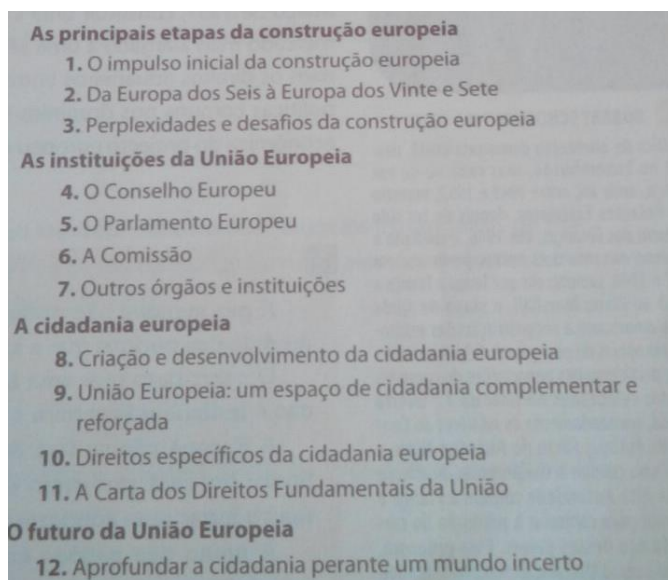 As principais etapas da construção europeia
1. O impulso inicial da construção europeia
2. Da Europa dos Seis à Europa dos Vinte e Sete
3. Perplexidades e desafios da construção europeia
As instituições da União Europeia
4. O Conselho Europeu
5. O Parlamento Europeu
6. A Comissão
7. Outros órgãos e instituições
A cidadania europeia
8. Criação e desenvolvimento da cidadania europeia
9. União Europeia: um espaço de cidadania complementar e
reforçada
10. Direitos específicos da cidadania europeia
11. A Carta dos Direitos Fundamentais da União
O futuro da União Europeia
12. Aprofundar a cidadania perante um mundo incerto